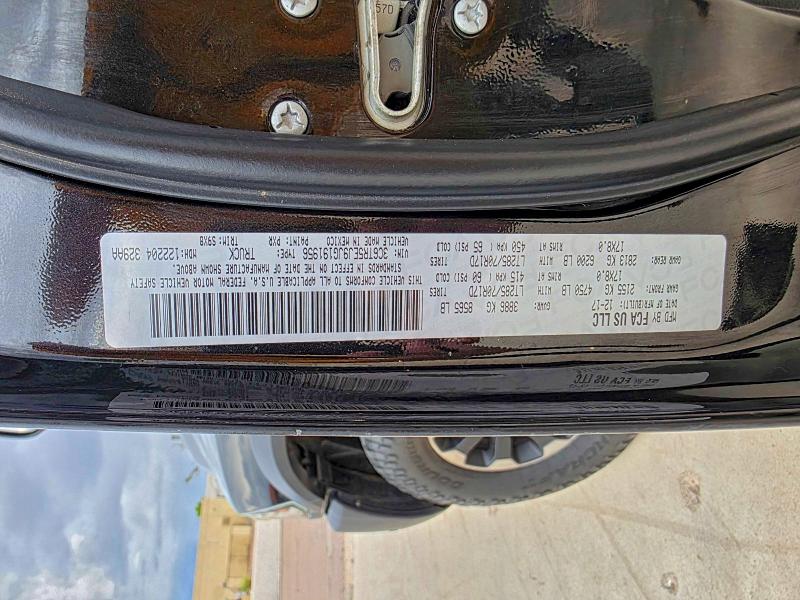 MFD BY FCA US LLC
DATE OF MFR(BUILT): 12-17
GVWR: 3886 KG 8565 LB
GAWR FRONT: 2155 KG 4750 LB WITH LT285/70R17D TIRES
17X8.0 RIMS AT 415 KPA( 60 PSI) COLD
GAWR REAR: 2813 KG 6200 LB WITH LT285/70R17D TIRES
17X8.0 RIMS AT 450 KPA( 65 PSI) COLD
THIS VEHICLE CONFORMS TO ALL APPLICABLE FEDERAL MOTOR VEHICLE SAFETY
STANDARDS IN EFFECT ON THE DATE OF MANUFACTURE SHOWN ABOVE.
VIN: 3C6TR5EJ9JG191956 TYPE: TRUCK MDH:122204 329AA
VEHICLE MADE IN MEXICO PAINT: PXR TRIM: S9X8
57D